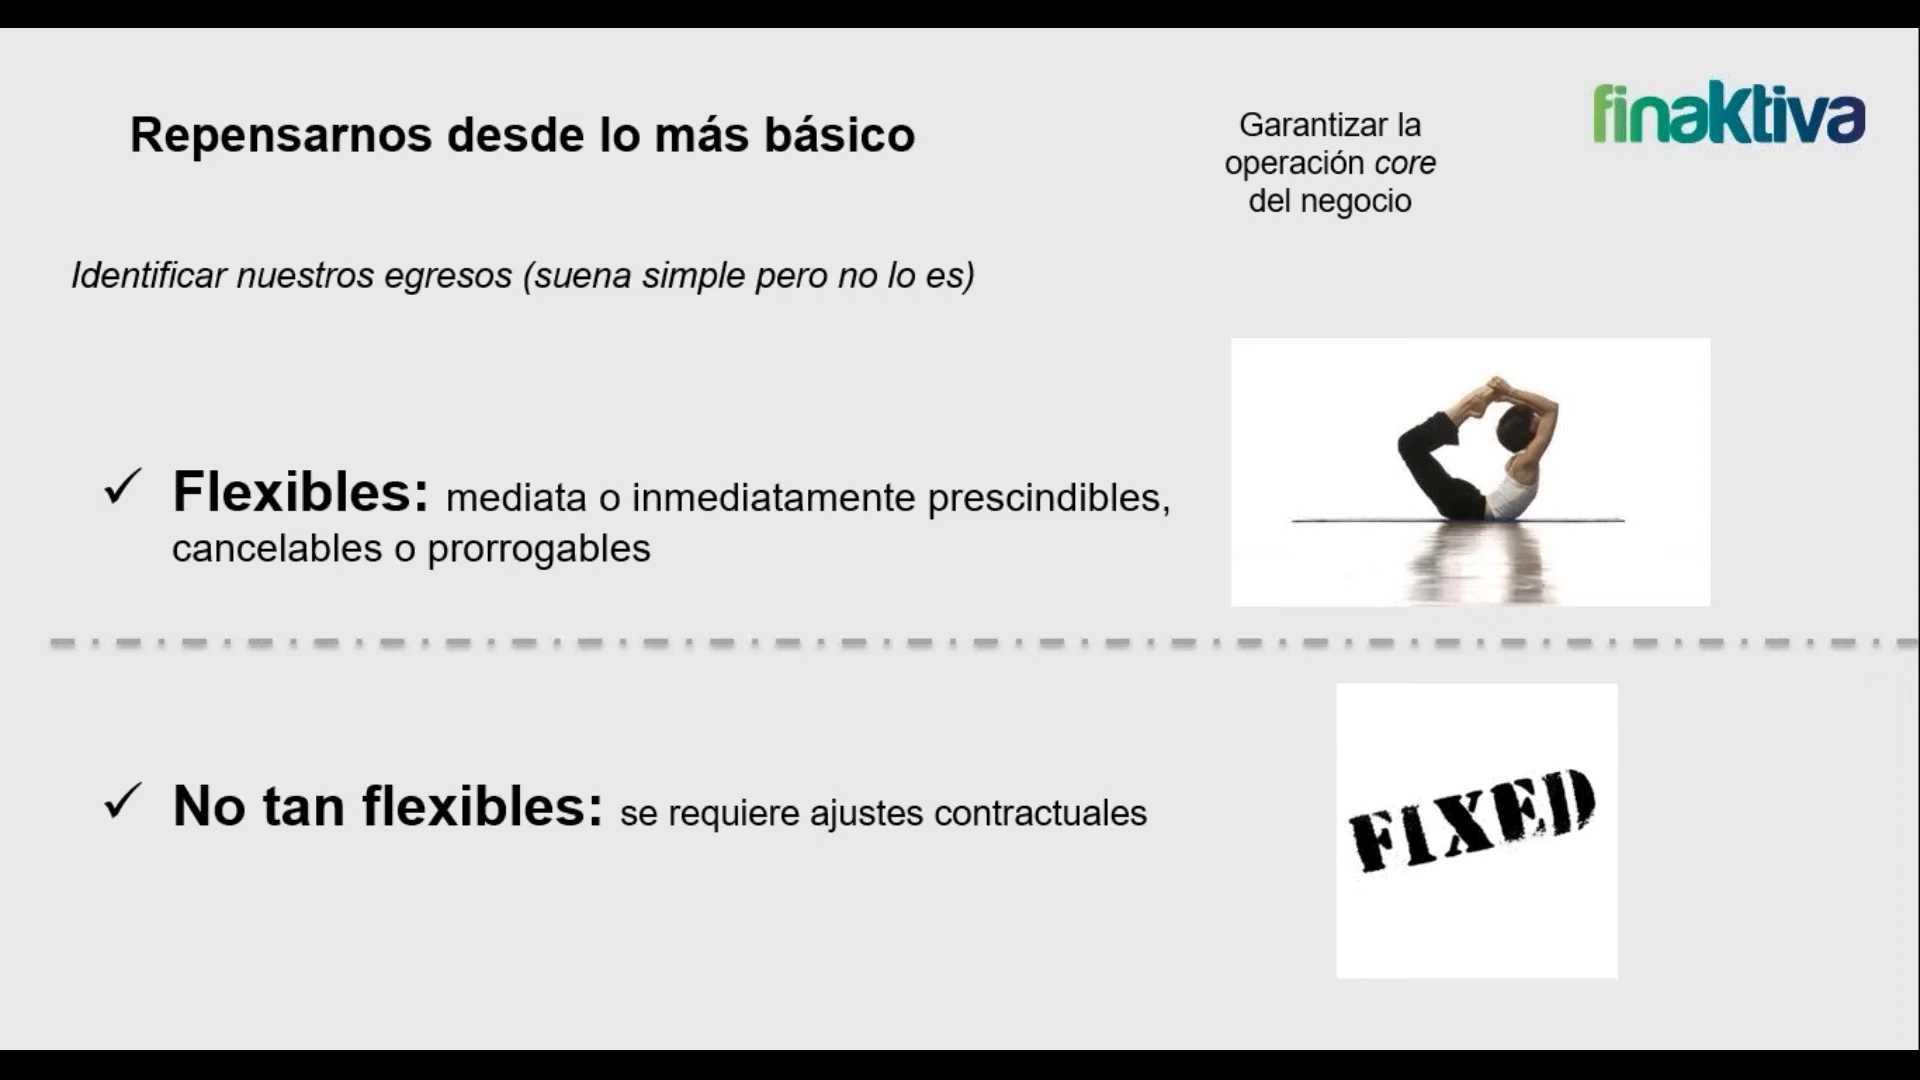 Repensarnos desde lo más básico
Garantizar la
operación core
del negocio
finaktiva
Identificar nuestros egresos (suena simple pero no lo es)
✓ Flexibles: mediata o inmediatamente prescindibles,
cancelables o prorrogables
✓ No tan flexibles: se requiere ajustes contractuales
FIXED